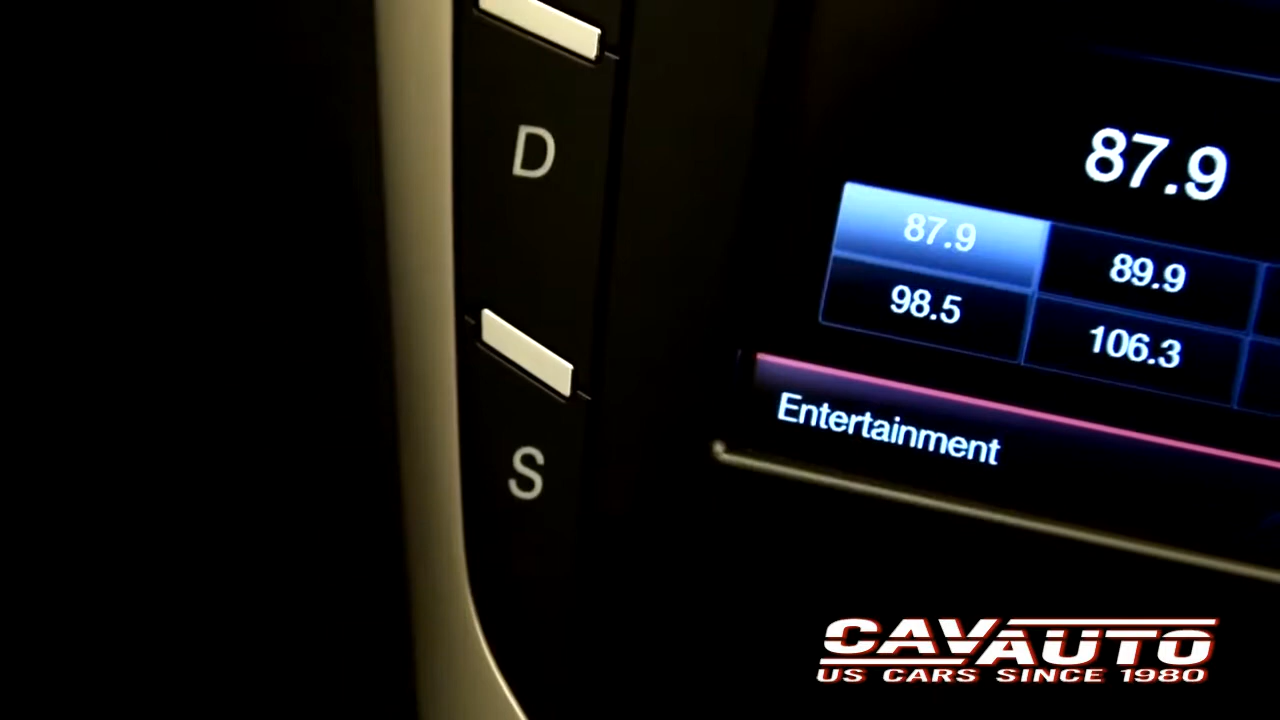 D
S
87.9
87.9 89.9
98.5 106.3
Entertainment
CAVAUTO
US CARS SINCE 1980